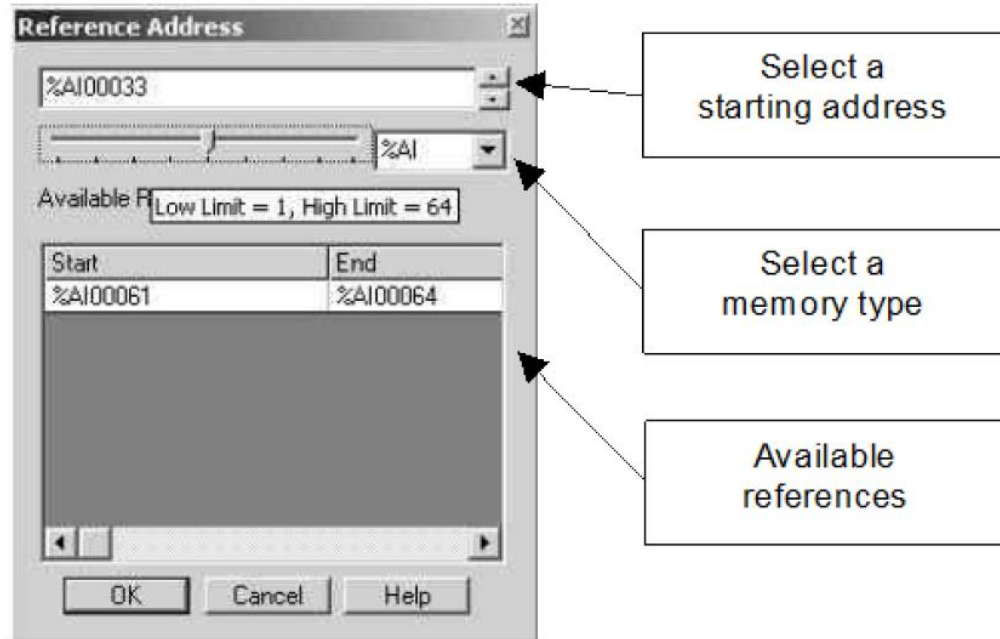 Reference Address
%AI00033
%AI
Available R
Low Limit = 1, High Limit = 64
Start End
%AI00061 %AI00064
OK Cancel Help
Select a
starting address
Select a
memory type
Available
references